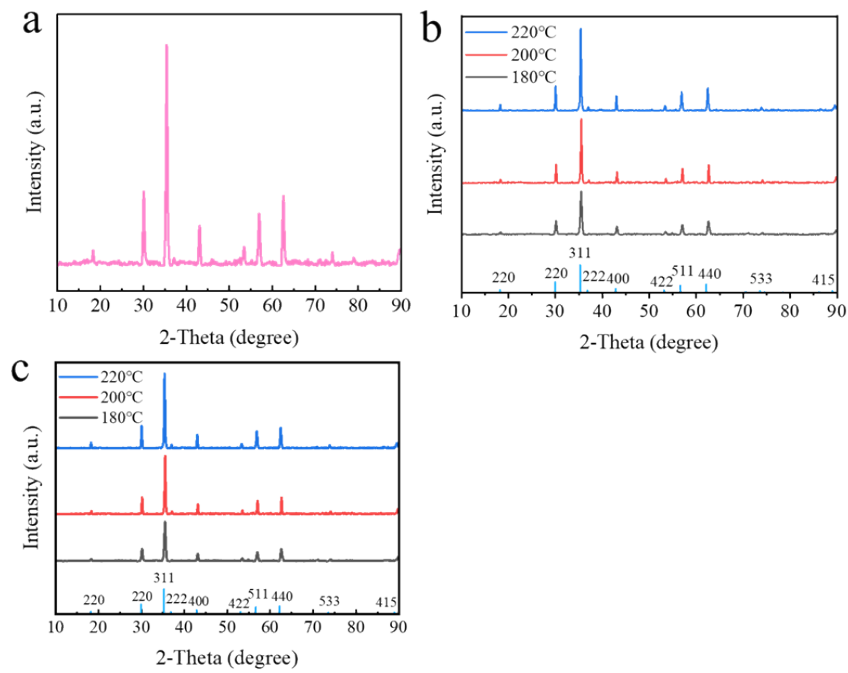 a
Intensity (a.u.)
10 20 30 40 50 60 70 80 90
2-Theta (degree)
b
220℃
200℃
180℃
Intensity (a.u.)
311
220 220 222 400 422 511 440 533 415
10 20 30 40 50 60 70 80 90
2-Theta (degree)
c
220℃
200℃
180℃
Intensity (a.u.)
311
220 220 222 400 422 511 440 533 415
10 20 30 40 50 60 70 80 90
2-Theta (degree)